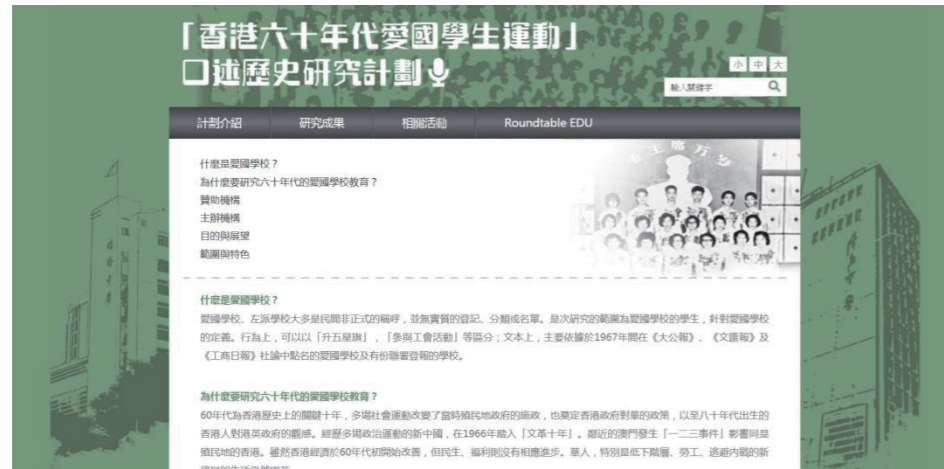 「香港六十年代愛國學生運動」
口述歷史研究計劃
小 中 大
輸入關鍵字
計劃介紹 研究成果 相關活動 Roundtable EDU
什麼是愛國學校？
為什麼要研究六十年代的愛國學校教育？
贊助機構
主辦機構
目的與展望
範圍與特色
毛主席万岁
什麼是愛國學校？
愛國學校、左派學校大多是民間非正式的稱呼，並無實質的登記、分類或名單。是次研究的範圍為愛國學校的學生，針對愛國學校
的定義。行為上，可以以「升五星旗」，「參與工會活動」等區分；文本上，主要依據於1967年間在《大公報》、《文匯報》及
《工商日報》社論中點名的愛國學校及有份聯署登報的學校。
為什麼要研究六十年代的愛國學校教育？
60年代為香港歷史上的關鍵十年，多場社會運動改變了當時殖民地政府的施政，也奠定香港政府對華的政策，以至八十年代出生的
香港人對港英政府的觀感。經歷多場政治運動的新中國，在1966年踏入「文革十年」。鄰近的澳門發生「一二三事件」影響同是
殖民地的香港。雖然香港經濟於60年代初開始改善，但民生、福利則沒有相應進步。華人，特別是低下階層、勞工、逃避內戰的新